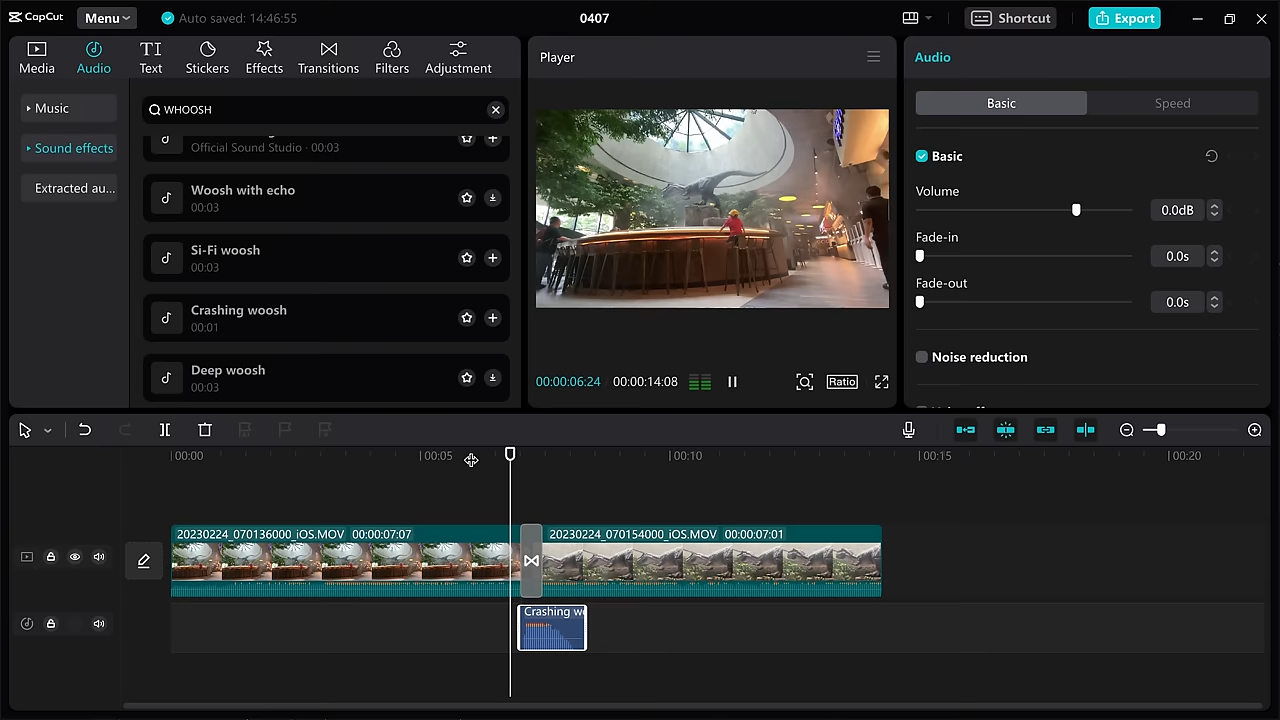 CapCut
Menu
Auto saved: 14:46:55
0407
Shortcut
Export
Media
Audio
Text
Stickers
Effects
Transitions
Filters
Adjustment
Music
Sound effects
Extracted au...
WHOOSH
Official Sound Studio · 00:03
Woosh with echo
00:03
Si-Fi woosh
00:03
Crashing woosh
00:01
Deep woosh
00:03
Player
00:00:06:24
00:00:14:08
Ratio
Audio
Basic
Speed
Basic
Volume
0.0dB
Fade-in
0.0s
Fade-out
0.0s
Noise reduction
00:00
00:05
00:10
00:15
00:20
20230224_070136000_iOS.MOV 00:00:07:07
20230224_070154000_iOS.MOV 00:00:07:01
Crashing wo